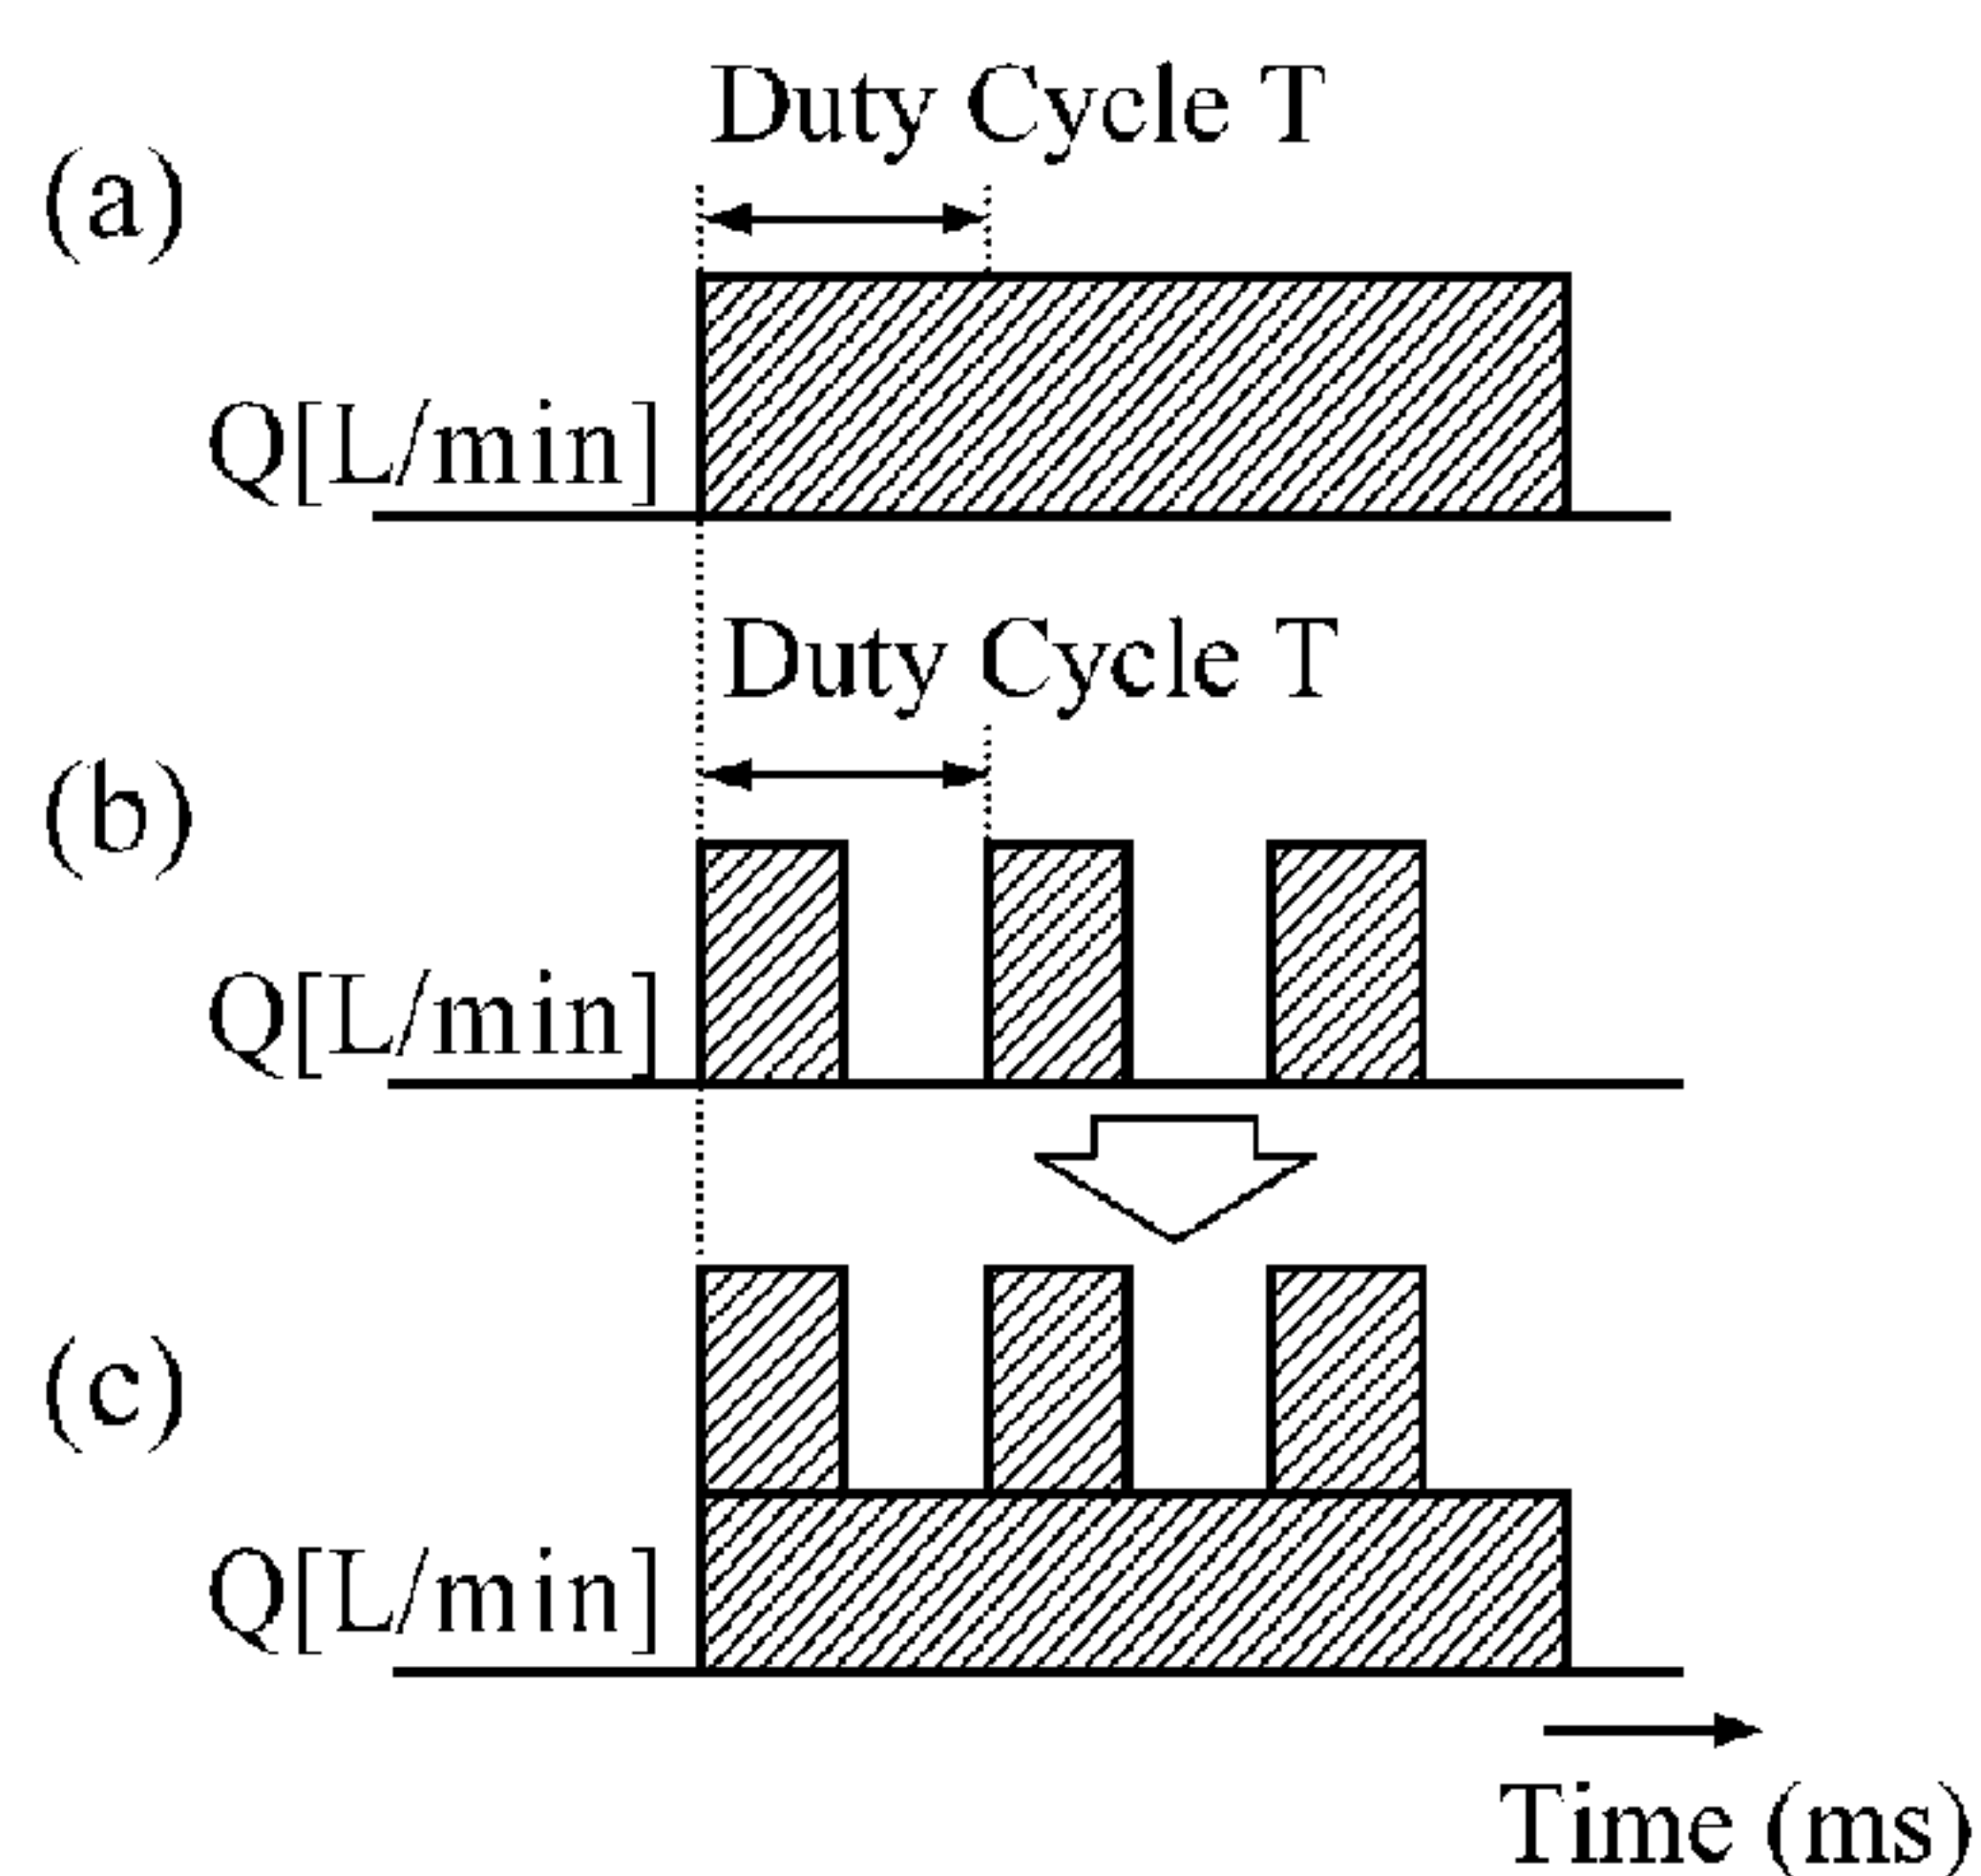 Duty Cycle T
(a)
Q[L/min]
Duty Cycle T
(b)
Q[L/min]
(c)
Q[L/min]
Time (ms)